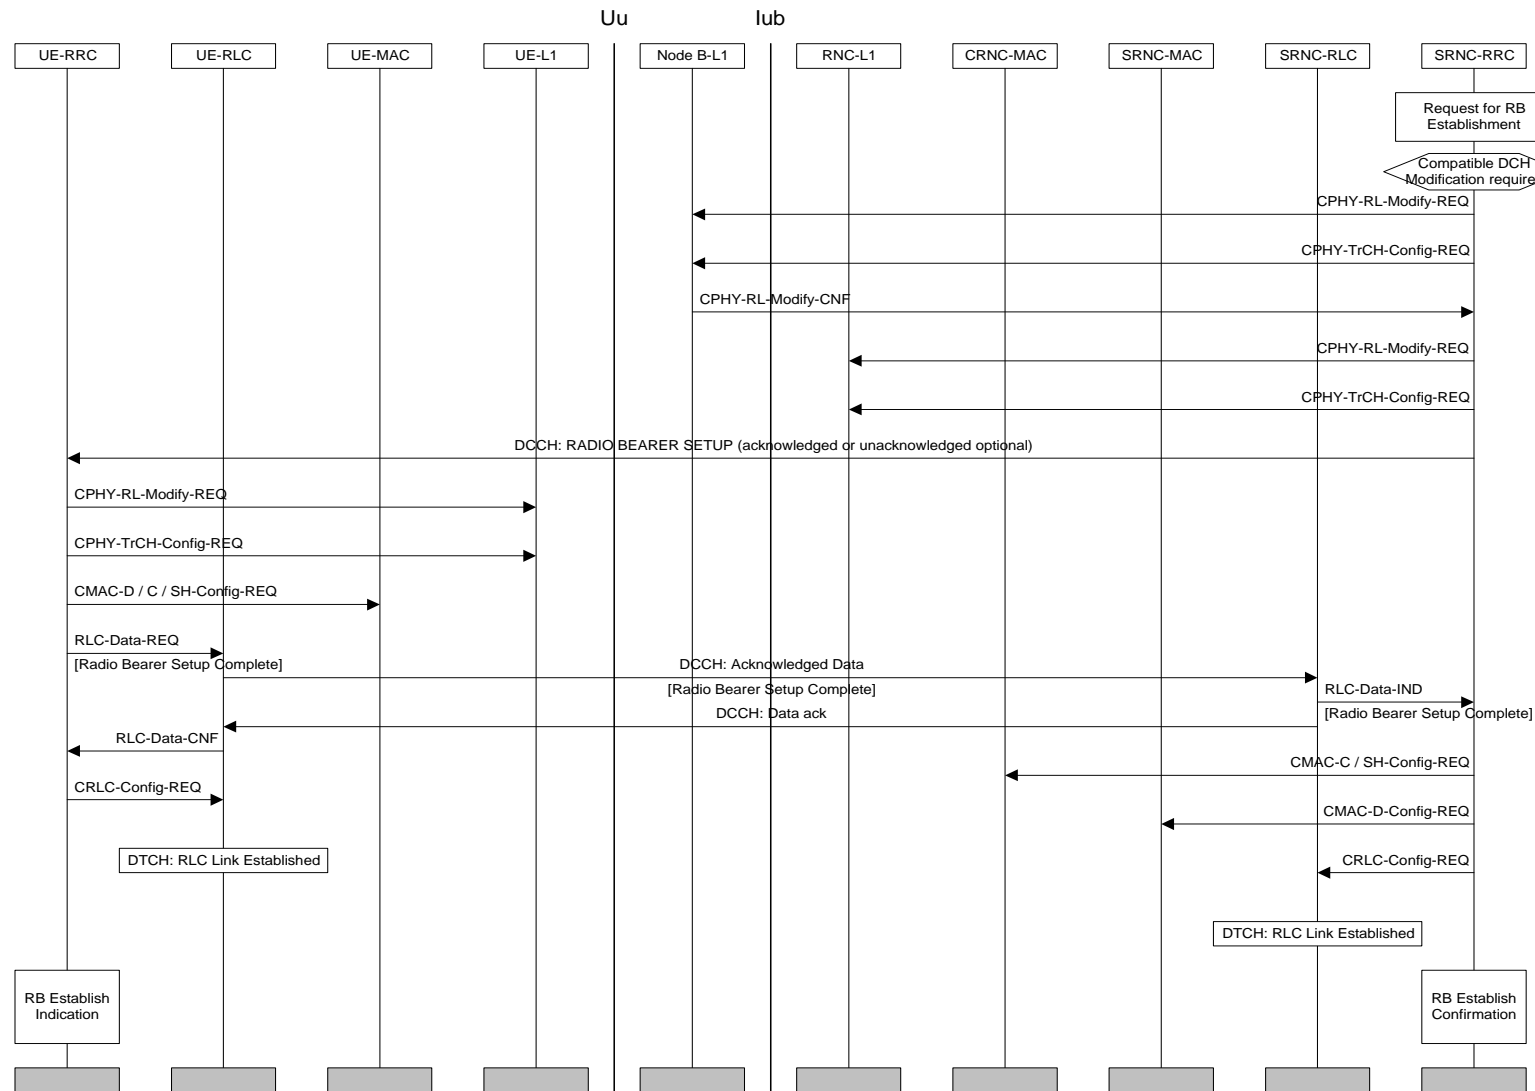 Uu
Iub
UE-RRC
UE-RLC
UE-MAC
UE-L1
Node B-L1
RNC-L1
CRNC-MAC
SRNC-MAC
SRNC-RLC
SRNC-RRC
Request for RB
Establishment
Compatible DCH
Modification require
CPHY-RL-Modify-REQ
CPHY-TrCH-Config-REQ
CPHY-RL-Modify-CNF
CPHY-RL-Modify-REQ
CPHY-TrCH-Config-REQ
DCCH: RADIO BEARER SETUP (acknowledged or unacknowledged optional)
CPHY-RL-Modify-REQ
CPHY-TrCH-Config-REQ
CMAC-D / C / SH-Config-REQ
RLC-Data-REQ
[Radio Bearer Setup Complete]
DCCH: Acknowledged Data
[Radio Bearer Setup Complete]
RLC-Data-IND
[Radio Bearer Setup Complete]
DCCH: Data ack
RLC-Data-CNF
CMAC-C / SH-Config-REQ
CRLC-Config-REQ
CMAC-D-Config-REQ
DTCH: RLC Link Established
CRLC-Config-REQ
DTCH: RLC Link Established
RB Establish
Indication
RB Establish
Confirmation